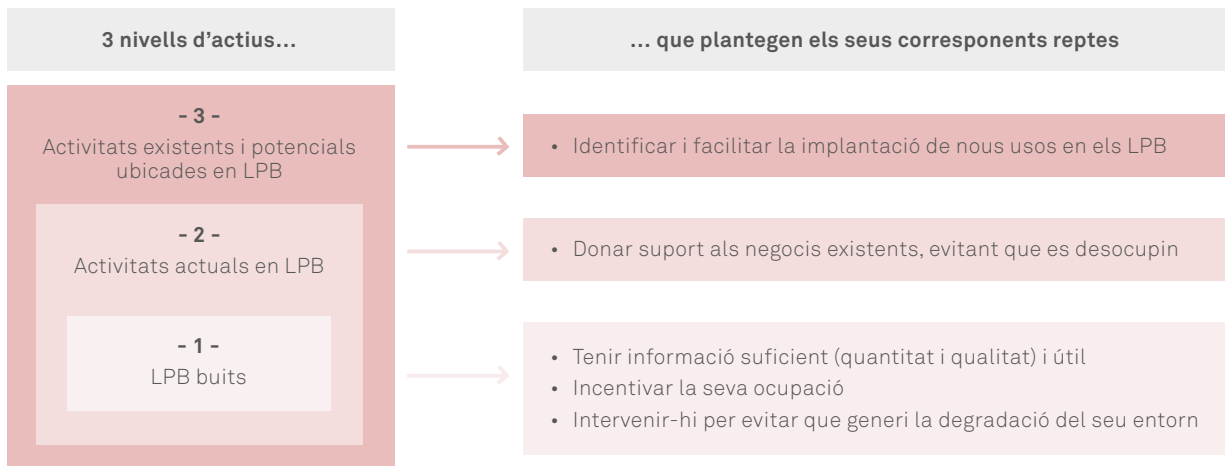 3 nivells d'actius...
... que plantegen els seus corresponents reptes
- 3 -
Activitats existents i potencials
ubicades en LPB
• Identificar i facilitar la implantació de nous usos en els LPB
- 2 -
Activitats actuals en LPB
• Donar suport als negocis existents, evitant que es desocupin
- 1 -
LPB buits
• Tenir informació suficient (quantitat i qualitat) i útil
• Incentivar la seva ocupació
• Intervenir-hi per evitar que generi la degradació del seu entorn